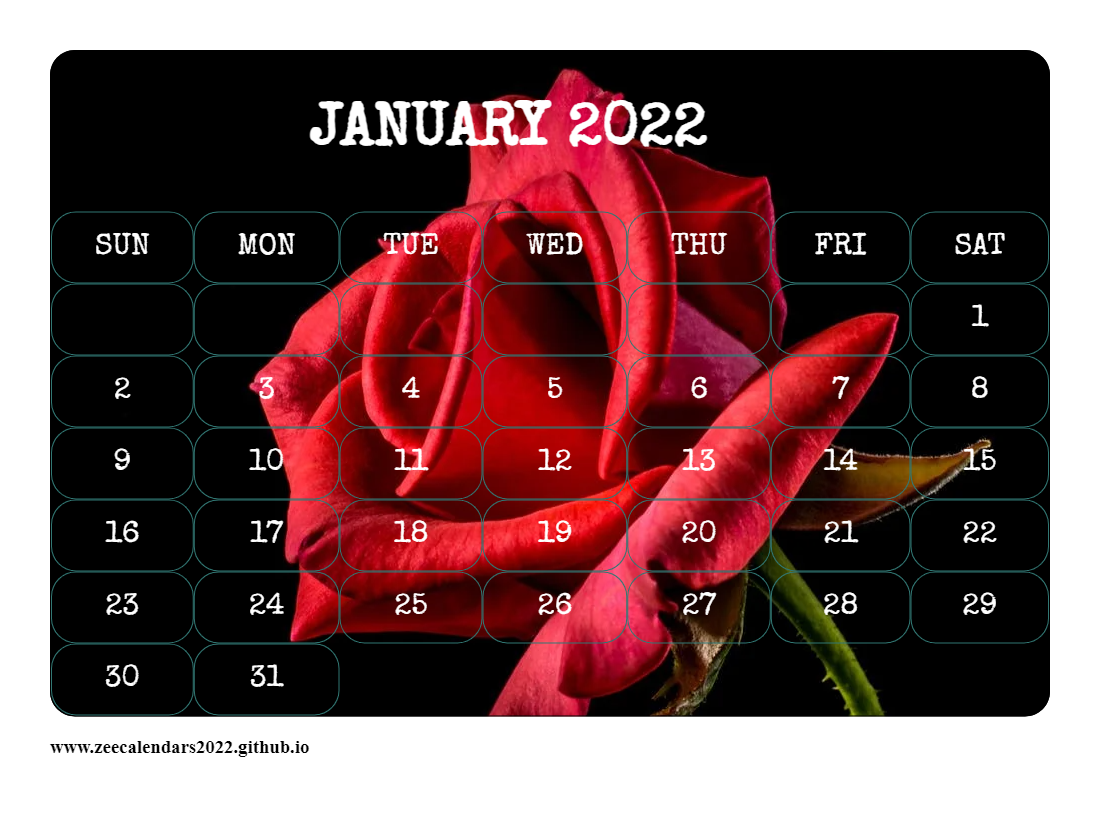 JANUARY 2022
SUN MON TUE WED THU FRI SAT
1
2 3 4 5 6 7 8
9 10 11 12 13 14 15
16 17 18 19 20 21 22
23 24 25 26 27 28 29
30 31
www.zeecalendars2022.github.io